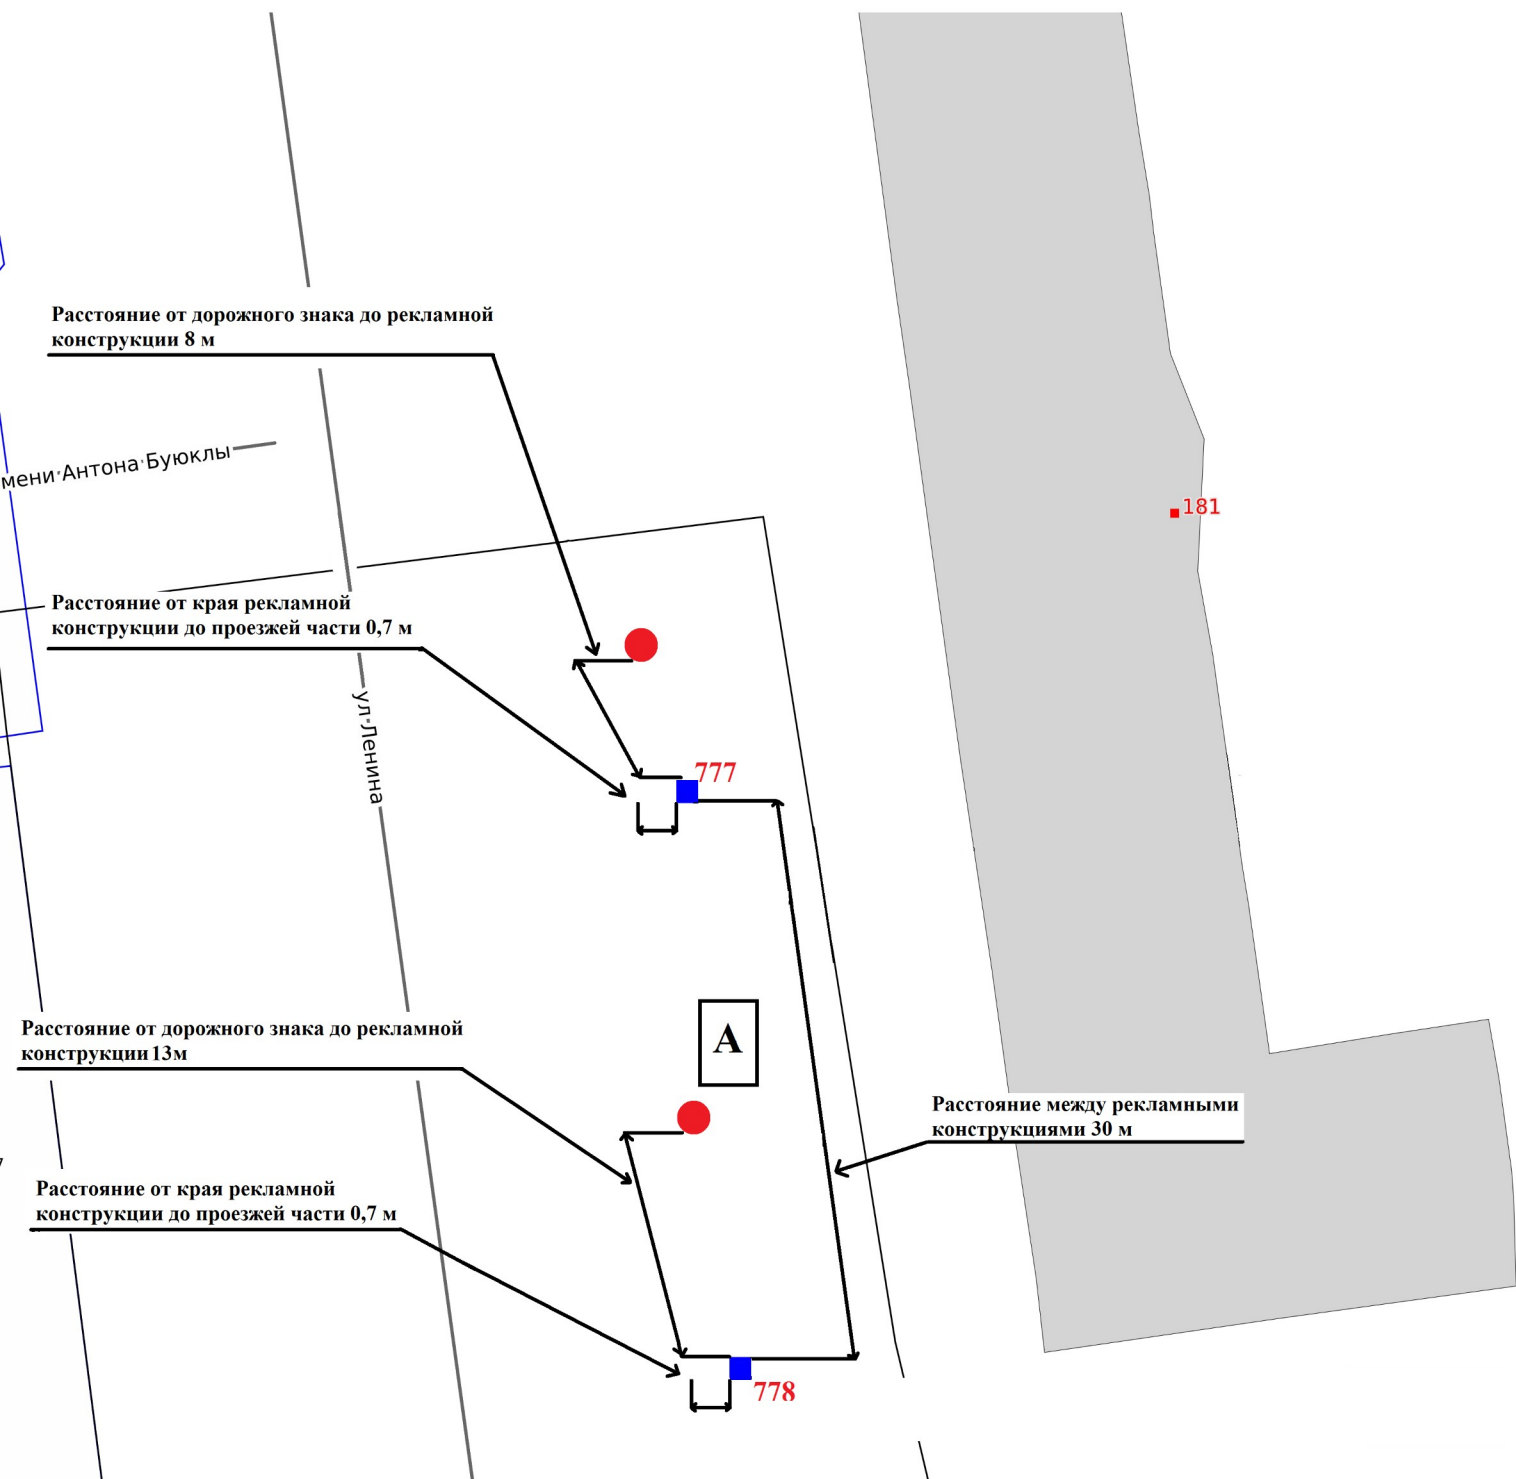 Расстояние от дорожного знака до рекламной
конструкции 8 м
мени Антона Буюклы
181
Расстояние от края рекламной
конструкции до проезжей части 0,7 м
ул Ленина
777
А
Расстояние от дорожного знака до рекламной
конструкции 13м
Расстояние между рекламными
конструкциями 30 м
Расстояние от края рекламной
конструкции до проезжей части 0,7 м
778